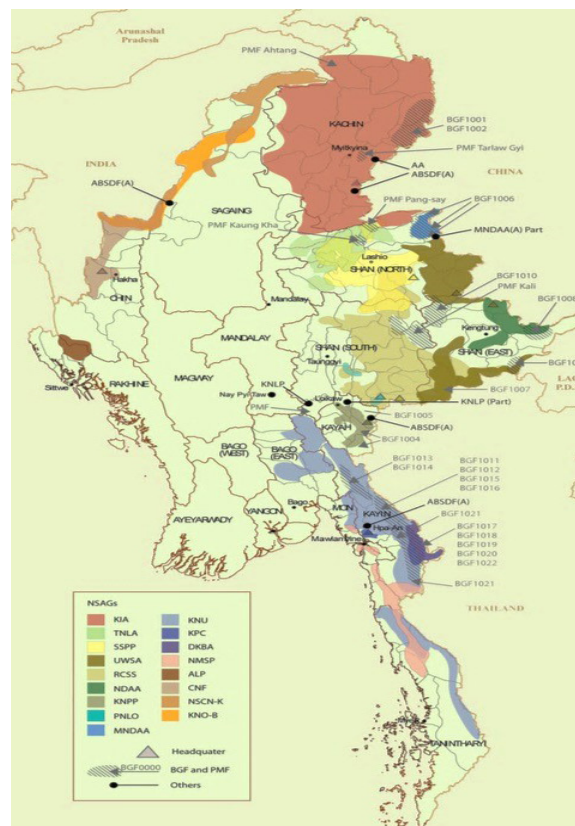 Arunashal
Pradesh
PMF Ahtang
KACHIN
BGF1001
BGF1002
Myitkyina
PMF Tarlaw Gyi
INDIA
AA
ABSDF(A)
CHINA
ABSDF(A)
PMF Pang-say
BGF1006
SAGAING
PMF Kaung Kha
MNDAA(A) Part
Lashio
SHAN (NORTH)
Hakha
CHIN
BGF1010
PMF Kali
BGF1008
Mandalay
Kengtung
MANDALAY
SHAN (SOUTH)
SHAN (EAST)
Taunggyi
MAGWAY
RAKHINE
Sittwe
KNLP
Nay Pyi Taw
Loikaw
BGF1007
LAO
P.D.
KNLP (Part)
PMF
BGF1005
ABSDF(A)
KAYAH
BGF1004
BAGO
(WEST)
BAGO
(EAST)
BGF1013
BGF1014
BGF1011
BGF1012
BGF1015
BGF1016
Bago
MON
KAYIN
ABSDF(A)
YANGON
Hpa-An
BGF1021
AYEYARWADY
Mawlamyine
BGF1017
BGF1018
BGF1019
BGF1020
BGF1022
BGF1021
THAILAND
NSAGs
KIA
KNU
TNLA
KPC
SSPP
DKBA
UWSA
NMSP
RCSS
ALP
NDAA
CNF
KNPP
NSCN-K
PNLO
KNO-B
MNDAA
Headquater
BGF0000
BGF and PMF
Others
TANINTHARYI